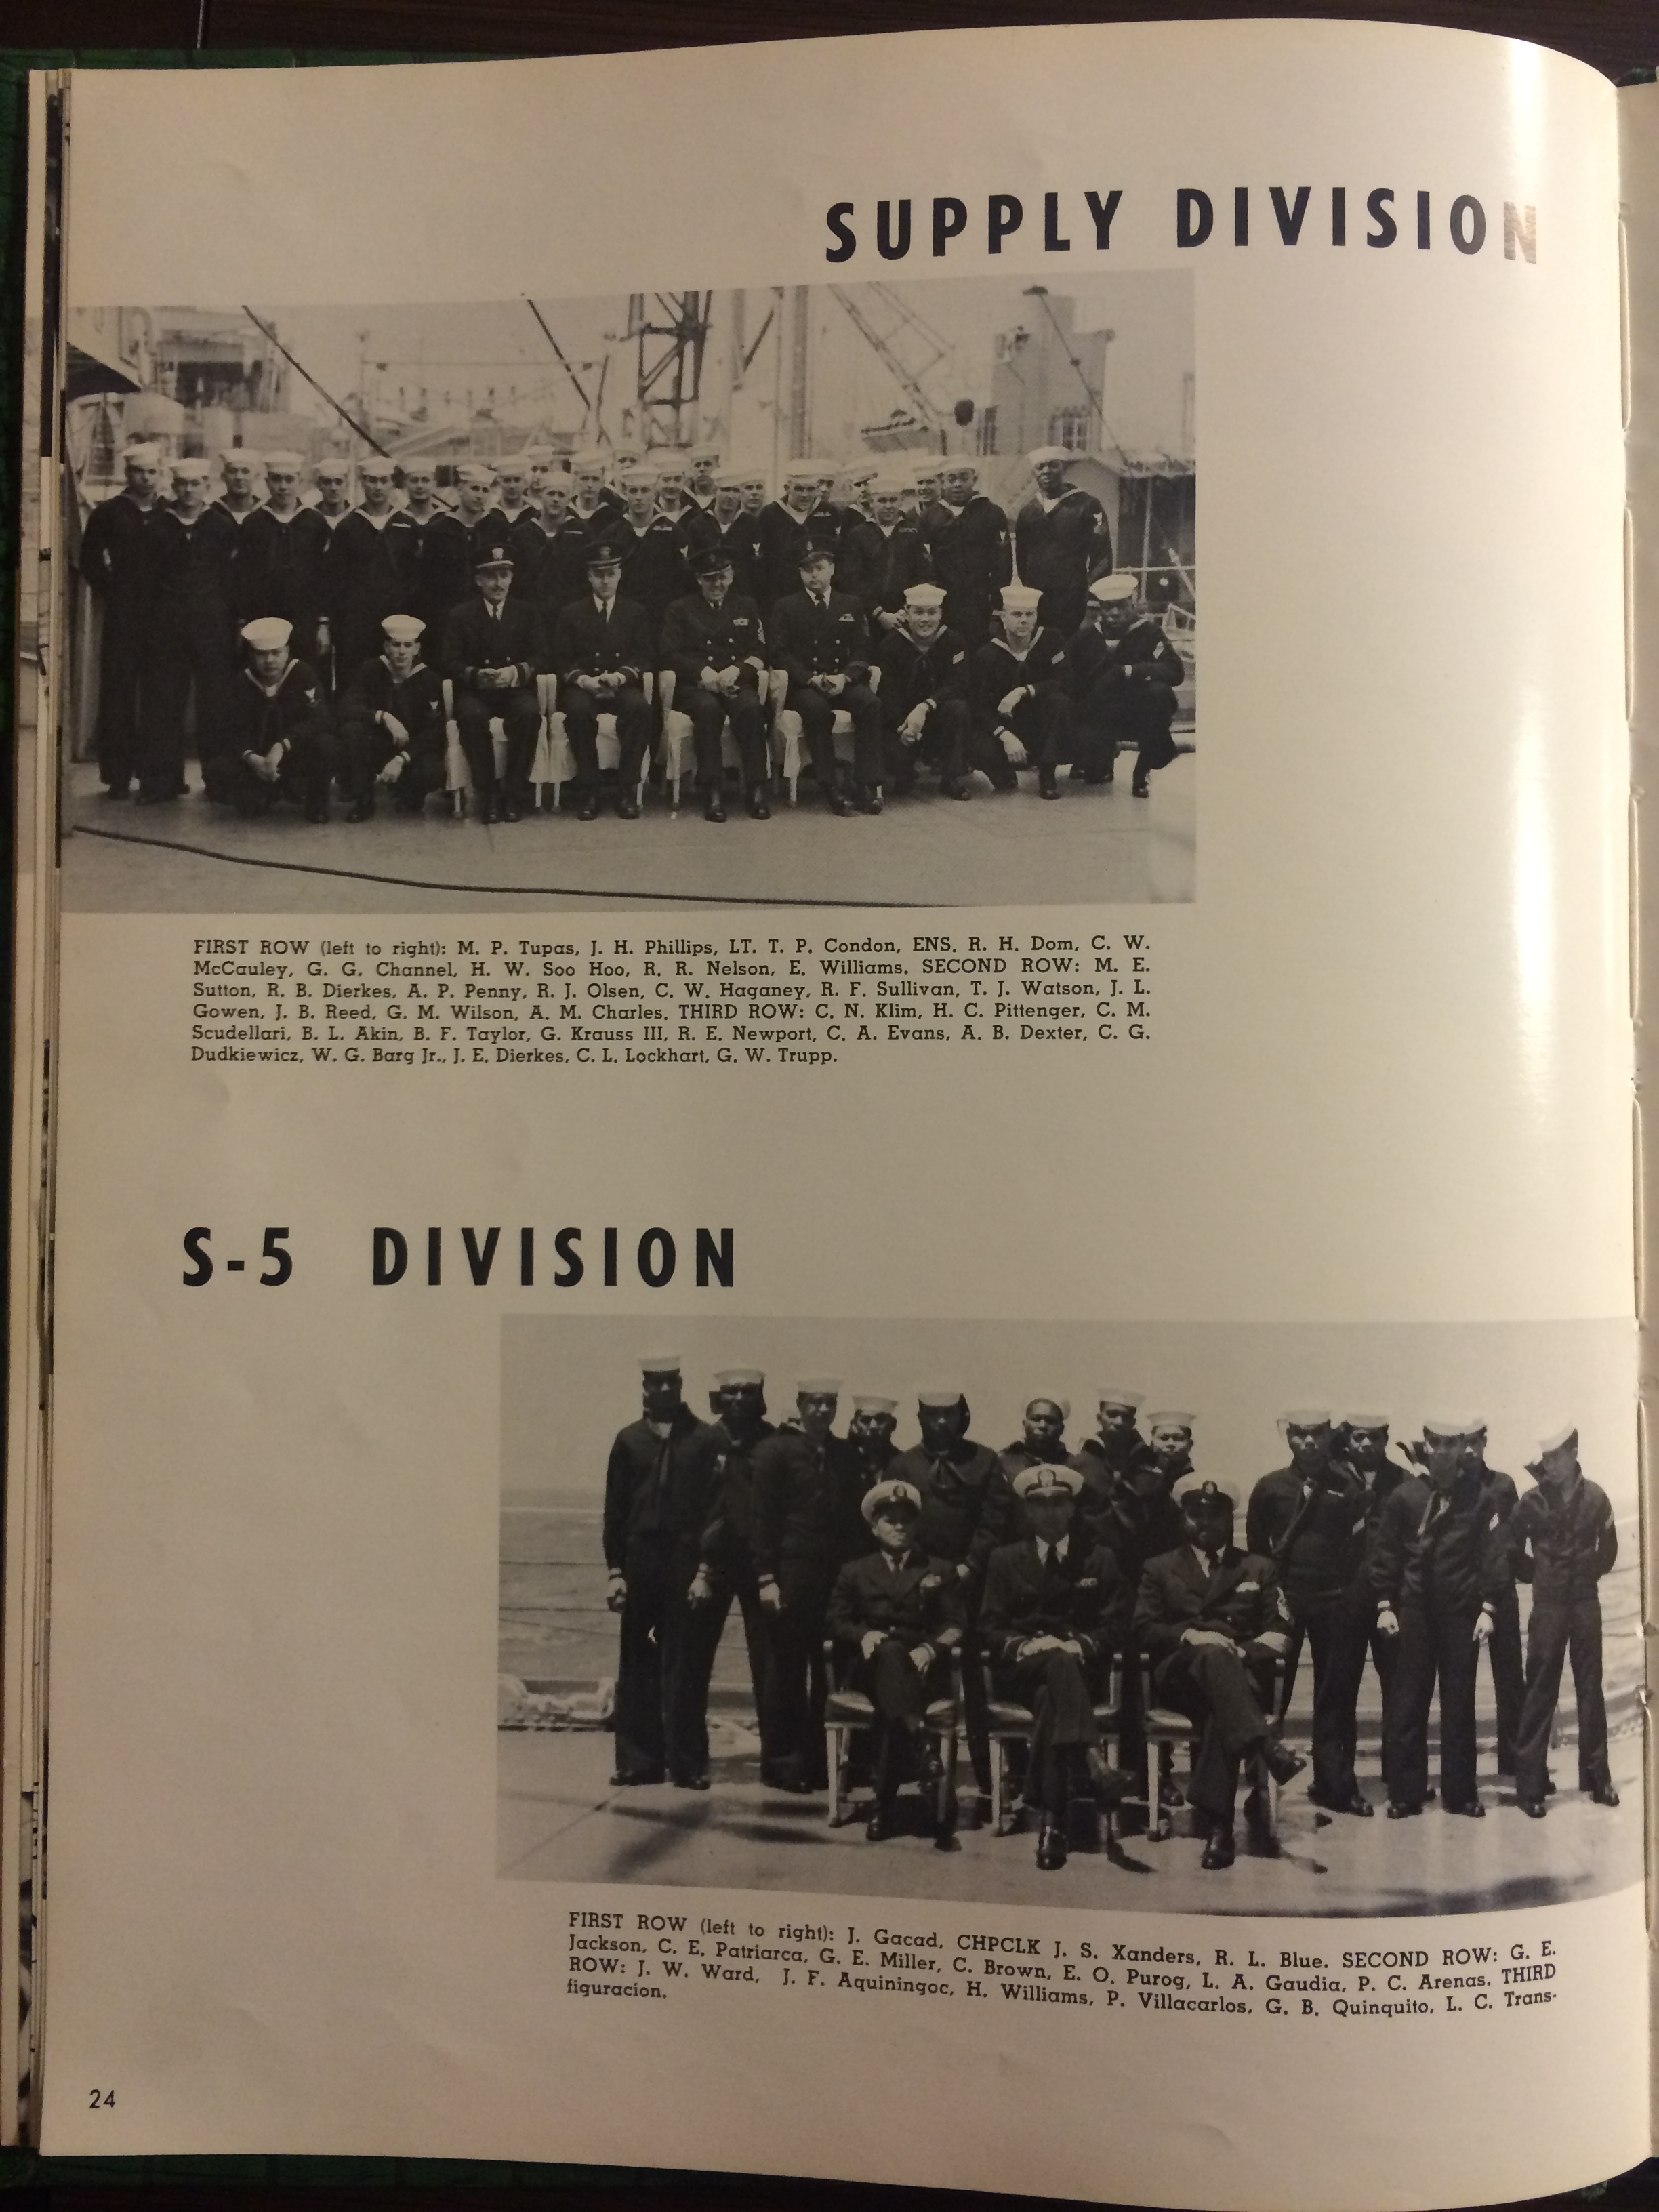 SUPPLY DIVISION
FIRST ROW (left to right): M. P. Tupas, J. H. Phillips, LT. T. P. Condon, ENS. R. H. Dom, C. W.
McCauley, G. G. Channel, H. W. Soo Hoo, R. R. Nelson, E. Williams. SECOND ROW: M. E.
Sutton, R. B. Dierkes, A. P. Penny, R. J. Olsen, C. W. Haganey, R. F. Sullivan, T. J. Watson, J. L.
Gowen, J. B. Reed, G. M. Wilson, A. M. Charles. THIRD ROW: C. N. Klim, H. C. Pittenger, C. M.
Scudellari, B. L. Akin, B. F. Taylor, G. Krauss III, R. E. Newport, C. A. Evans, A. B. Dexter, C. G.
Dudkiewicz, W. G. Barg Jr., J. E. Dierkes, C. L. Lockhart, G. W. Trupp.
S-5 DIVISION
FIRST ROW (left to right): J. Gacad, CHPCLK J. S. Xanders, R. L. Blue. SECOND ROW: G. E.
Jackson, C. E. Patriarca, G. E. Miller, C. Brown, E. O. Purog, L. A. Gaudia, P. C. Arenas. THIRD
ROW: J. W. Ward, J. F. Aquiningoc, H. Williams, P. Villacarlos, G. B. Quinquito, L. C. Trans-
figuracion.
24